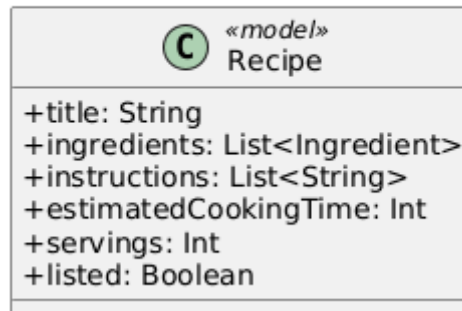 C
«model»
Recipe
+title: String
+ingredients: List<Ingredient>
+instructions: List<String>
+estimatedCookingTime: Int
+servings: Int
+listed: Boolean